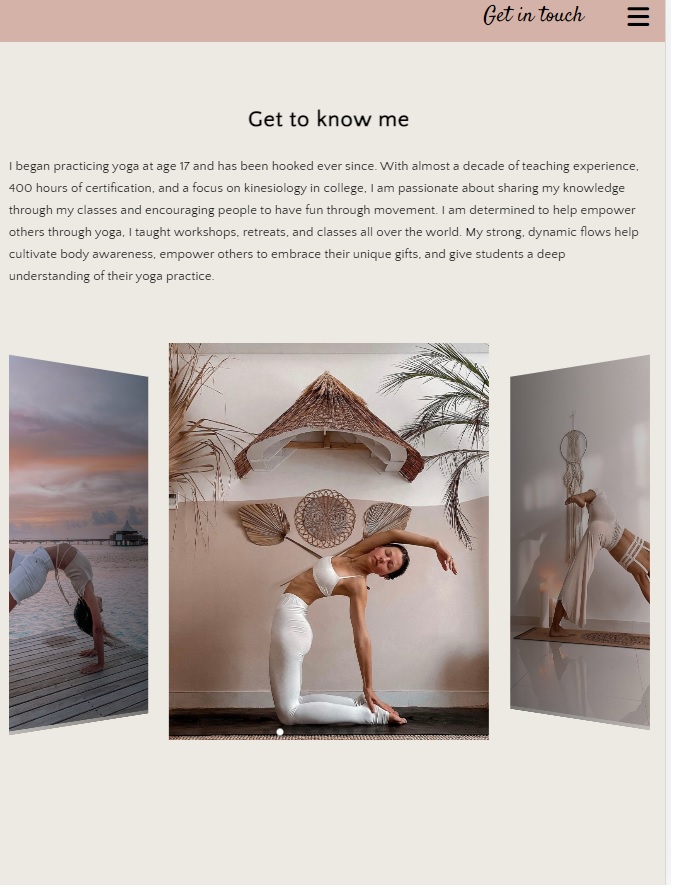 Get in touch
Get to know me
I began practicing yoga at age 17 and has been hooked ever since. With almost a decade of teaching experience,
400 hours of certification, and a focus on kinesiology in college, I am passionate about sharing my knowledge
through my classes and encouraging people to have fun through movement. I am determined to help empower
others through yoga, I taught workshops, retreats, and classes all over the world. My strong, dynamic flows help
cultivate body awareness, empower others to embrace their unique gifts, and give students a deep
understanding of their yoga practice.